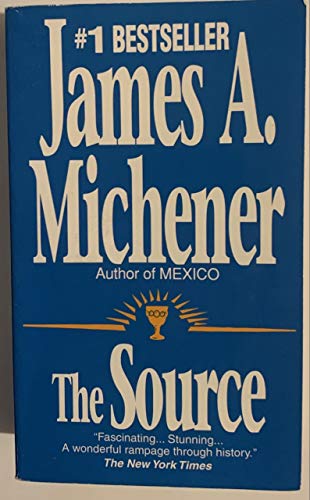 #1 BESTSELLER
James A.
Michener
Author of MEXICO
The Source
"Fascinating... Stunning...
A wonderful rampage through history."
The New York Times